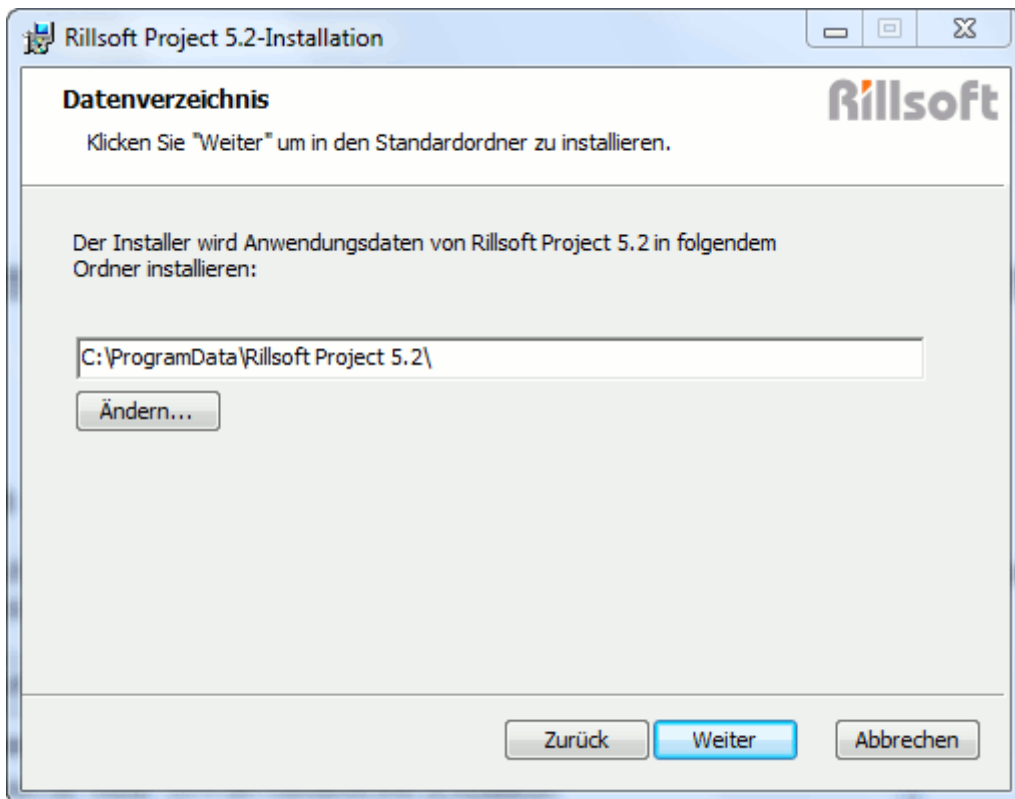 Rillsoft Project 5.2-Installation
Datenverzeichnis
Rillsoft
Klicken Sie "Weiter" um in den Standardordner zu installieren.
Der Installer wird Anwendungsdaten von Rillsoft Project 5.2 in folgendem
Ordner installieren:
C:\ProgramData\Rillsoft Project 5.2\
Ändern...
Zurück
Weiter
Abbrechen